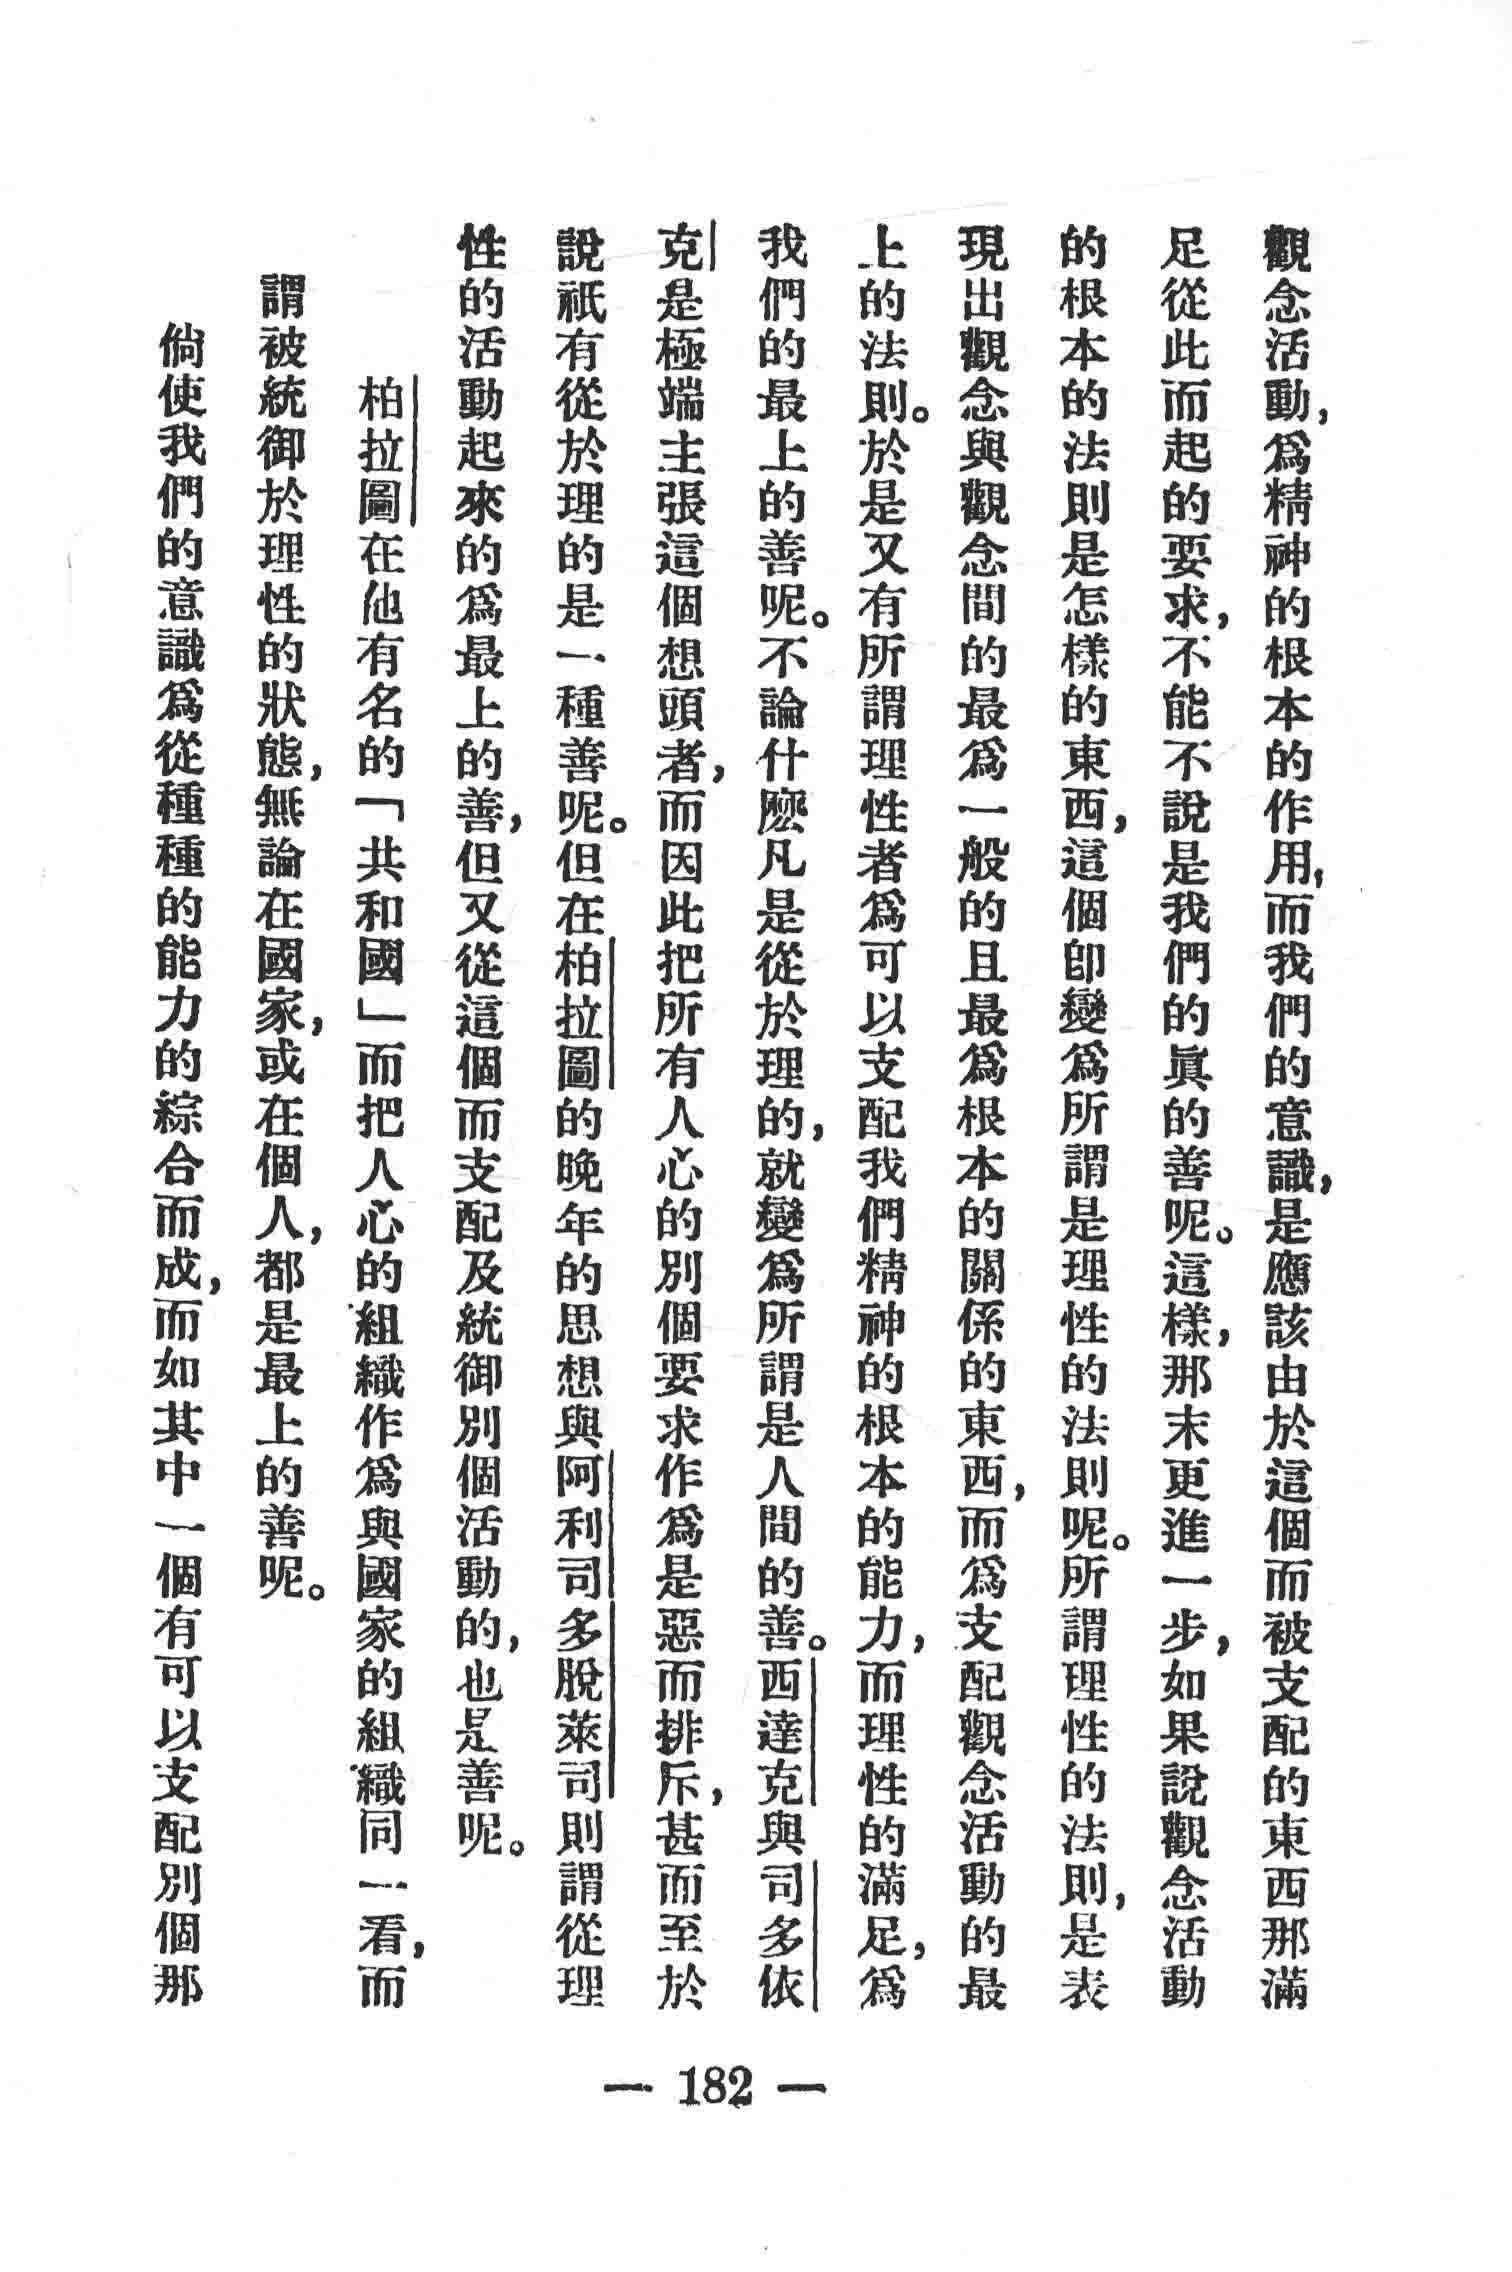 觀念活動，爲精神的根本的作用，而我們的意識，是應該由於這個而被支配的東西那滿
足從此而起的要求，不能不說是我們的眞的善呢。這樣，那末更進一步，如果說觀念活動
的根本的法則是怎樣的東西，這個卽變爲所謂是理性的法則呢。所謂理性的法則，是表
現出觀念與觀念間的最爲一般的且最爲根本的關係的東西，而爲支配觀念活動的最
上的法則。於是又有所謂理性者爲可以支配我們精神的根本的能力，而理性的滿足，爲
我們的最上的善呢。不論什麼凡是從於理的，就變爲所謂是人間的善。西達克與司多依
克是極端主張這個想頭者，而因此把所有人心的別個要求作爲是惡而排斥，甚而至於
說祇有從於理的是一種善呢。但在柏拉圖的晚年的思想與阿利司多脫萊司則謂從理
性的活動起來的爲最上的善，但又從這個而支配及統御別個活動的，也是善呢。
柏拉圖在他有名的「共和國」而把人心的組織作爲與國家的組織同一看，而
謂被統御於理性的狀態，無論在國家，或在個人，都是最上的善呢。
倘使我們的意識爲從種種的能力的綜合而成，而如其中一個有可以支配別個那
— 182 —